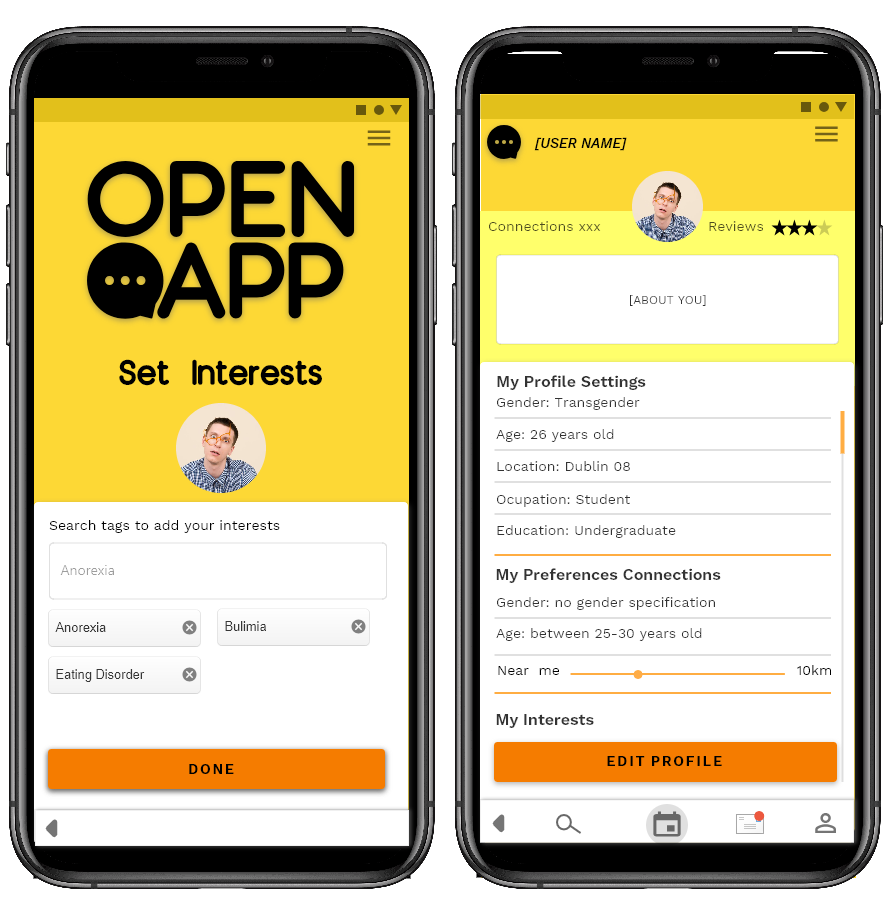 OPEN
APP
Set Interests
Search tags to add your interests
Anorexia
Anorexia
Bulimia
Eating Disorder
DONE
[USER NAME]
Connections xxx
Reviews
[ABOUT YOU]
My Profile Settings
Gender: Transgender
Age: 26 years old
Location: Dublin 08
Ocupation: Student
Education: Undergraduate
My Preferences Connections
Gender: no gender specification
Age: between 25-30 years old
Near me
10km
My Interests
EDIT PROFILE